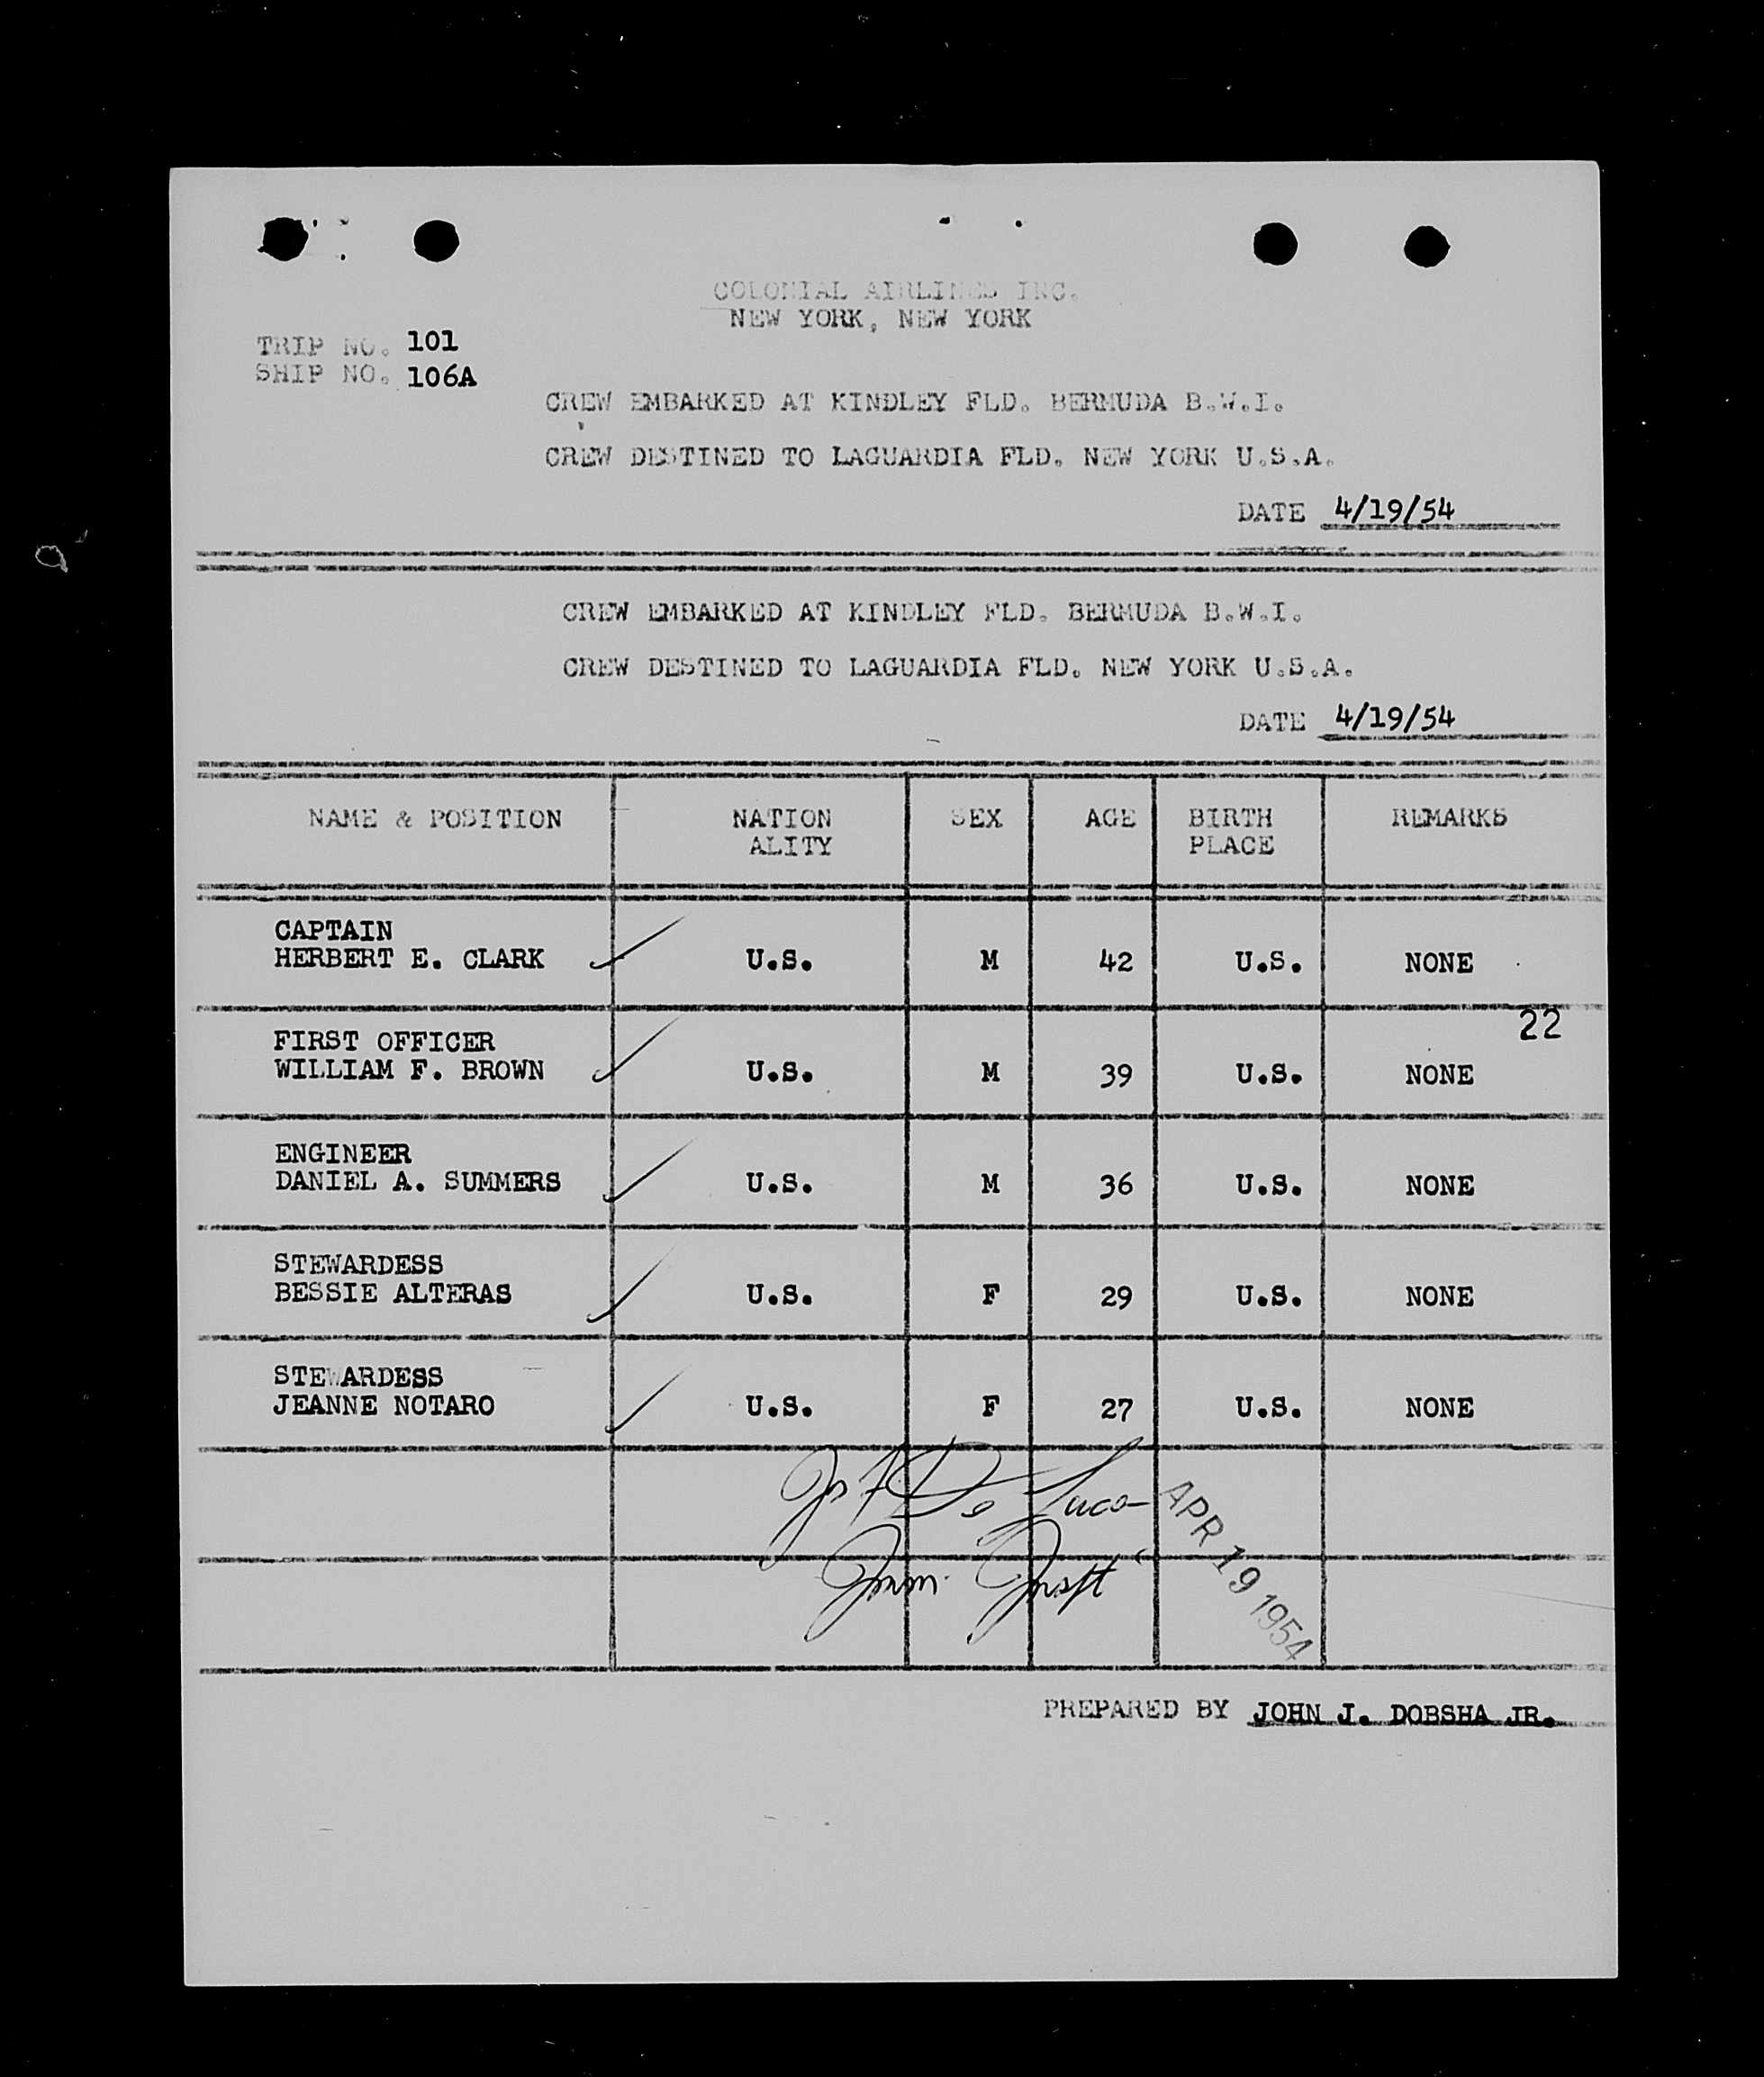 COLONIAL AIRLINES INC.
NEW YORK, NEW YORK
TRIP NO. 101
SHIP NO. 106A
CREW EMBARKED AT KINDLEY FLD. BERMUDA B.W.I.
CREW DESTINED TO LAGUARDIA FLD. NEW YORK U.S.A.
DATE 4/19/54
CREW EMBARKED AT KINDLEY FLD. BERMUDA B.W.I.
CREW DESTINED TO LAGUARDIA FLD. NEW YORK U.S.A.
DATE 4/19/54
NAME & POSITION NATION SEX AGE BIRTH REMARKS
ALITY PLACE
CAPTAIN
HERBERT E. CLARK U.S. M 42 U.S. NONE
22
FIRST OFFICER
WILLIAM F. BROWN U.S. M 39 U.S. NONE
ENGINEER
DANIEL A. SUMMERS U.S. M 36 U.S. NONE
STEWARDESS
BESSIE ALTERAS U.S. F 29 U.S. NONE
STEWARDESS
JEANNE NOTARO U.S. F 27 U.S. NONE
De Luca
APR 19 1954
PREPARED BY JOHN J. DOBSHA JR.